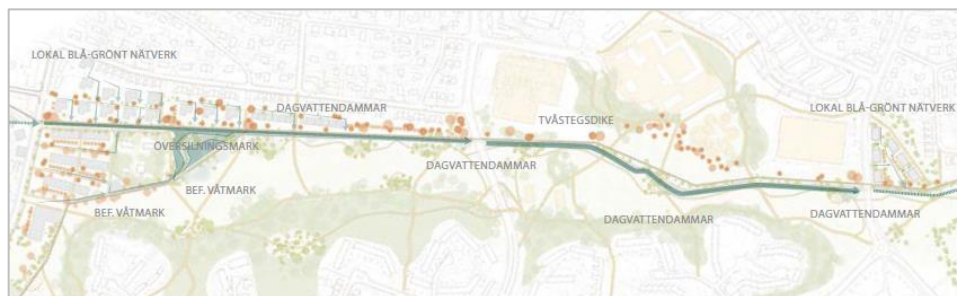 LOKAL BLÅ-GRÖNT NÄTVERK
DAGVATTENDAMMAR
TVÅSTEGSDIKE
LOKAL BLÅ-GRÖNT NÄTVERK
ÖVERSILNINGSMARK
DAGVATTENDAMMAR
BEF. VÅTMARK
BEF. VÅTMARK
DAGVATTENDAMMAR
DAGVATTENDAMMAR